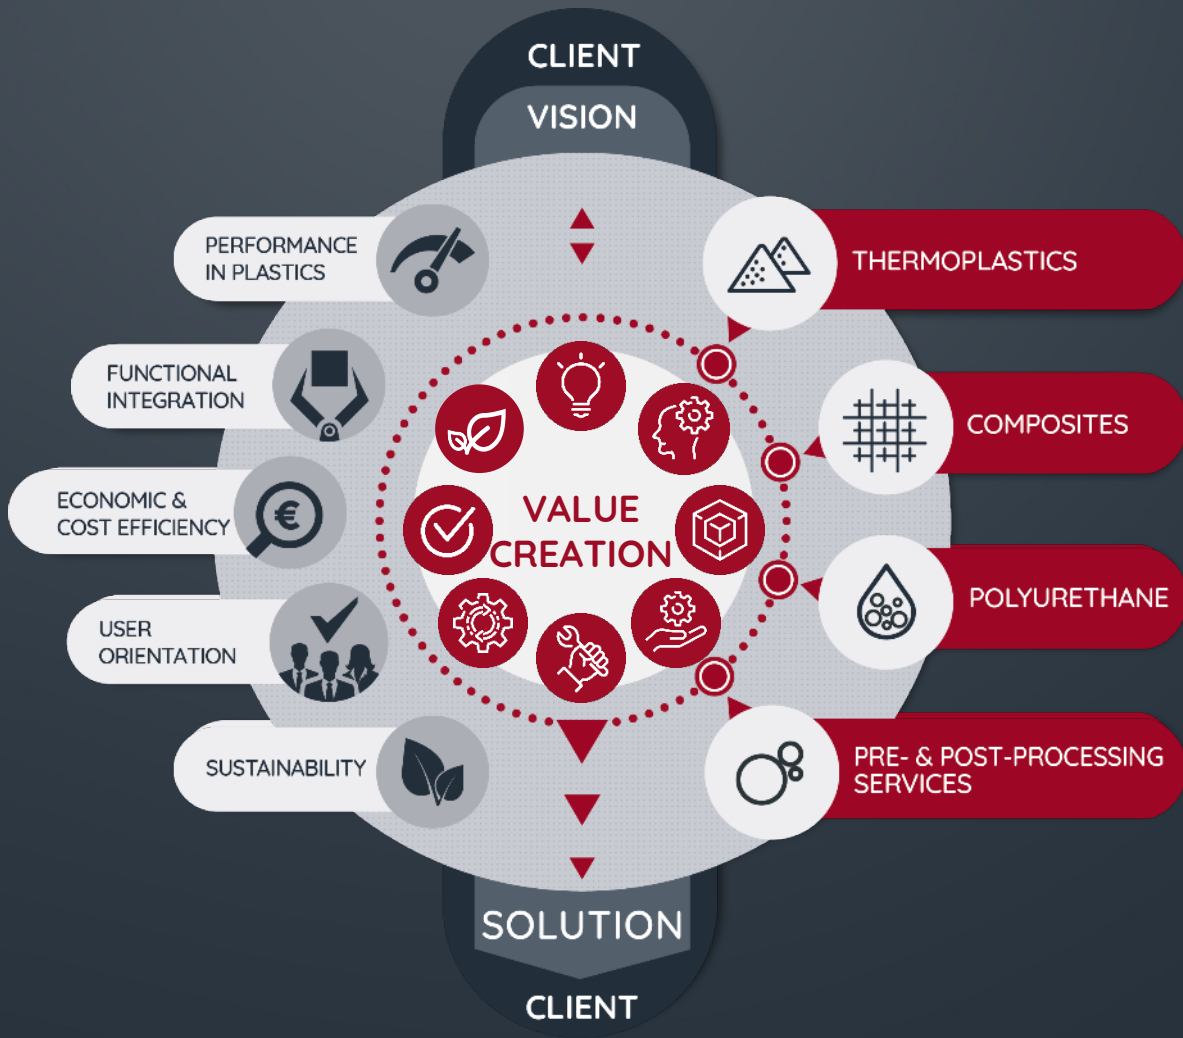 CLIENT
VISION
PERFORMANCE
IN PLASTICS
FUNCTIONAL
INTEGRATION
ECONOMIC &
COST EFFICIENCY
€
USER
ORIENTATION
SUSTAINABILITY
VALUE
CREATION
THERMOPLASTICS
COMPOSITES
POLYURETHANE
PRE- & POST-PROCESSING
SERVICES
SOLUTION
CLIENT